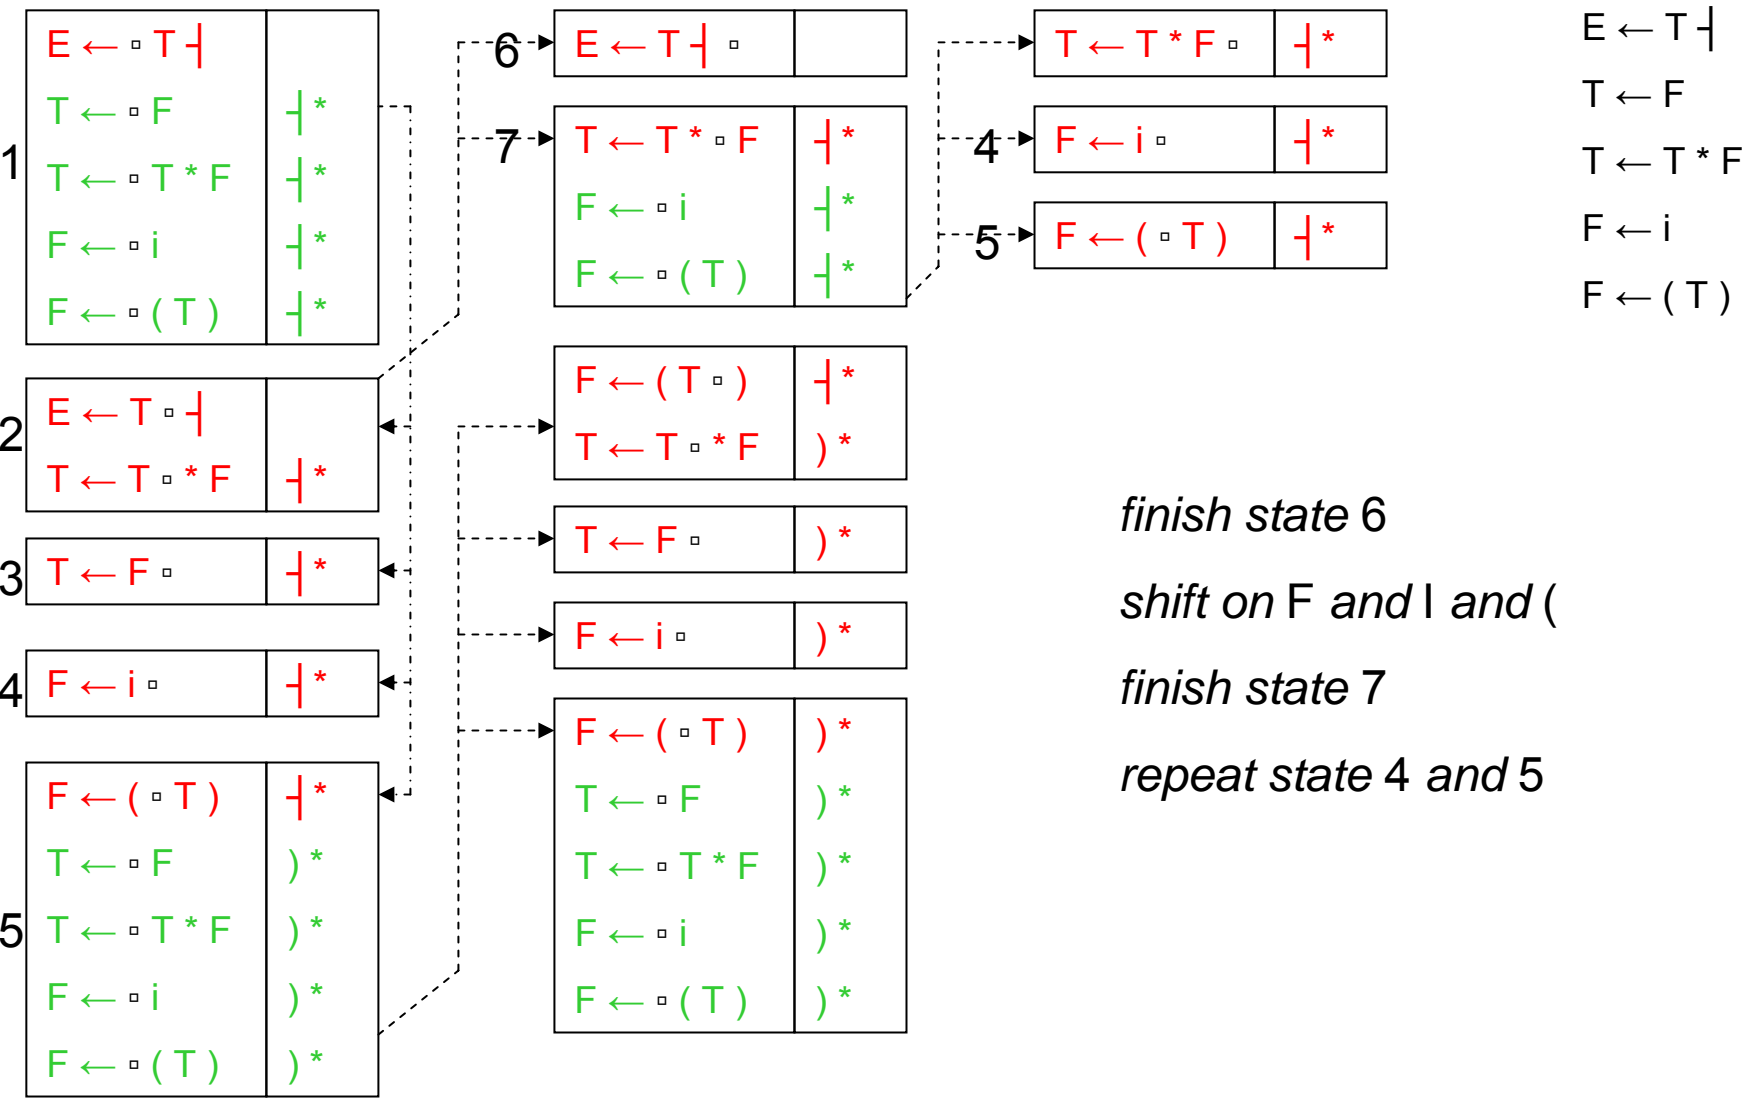 1
E ← ▫ T ┤
T ← ▫ F ┤*
T ← ▫ T * F ┤*
F ← ▫ i ┤*
F ← ▫ ( T ) ┤*
2
E ← T ▫ ┤
T ← T ▫ * F ┤*
3
T ← F ▫ ┤*
4
F ← i ▫ ┤*
5
F ← ( ▫ T ) ┤*
T ← ▫ F ) *
T ← ▫ T * F ) *
F ← ▫ i ) *
F ← ▫ ( T ) ) *
6
E ← T ┤ ▫
7
T ← T * ▫ F ┤*
F ← ▫ i ┤*
F ← ▫ ( T ) ┤*
F ← ( T ▫ ) ┤*
T ← T ▫ * F ) *
T ← F ▫ ) *
F ← i ▫ ) *
F ← ( ▫ T ) ) *
T ← ▫ F ) *
T ← ▫ T * F ) *
F ← ▫ i ) *
F ← ▫ ( T ) ) *
T ← T * F ▫ ┤*
4
F ← i ▫ ┤*
5
F ← ( ▫ T ) ┤*
E ← T ┤
T ← F
T ← T * F
F ← i
F ← ( T )
finish state 6
shift on F and I and (
finish state 7
repeat state 4 and 5